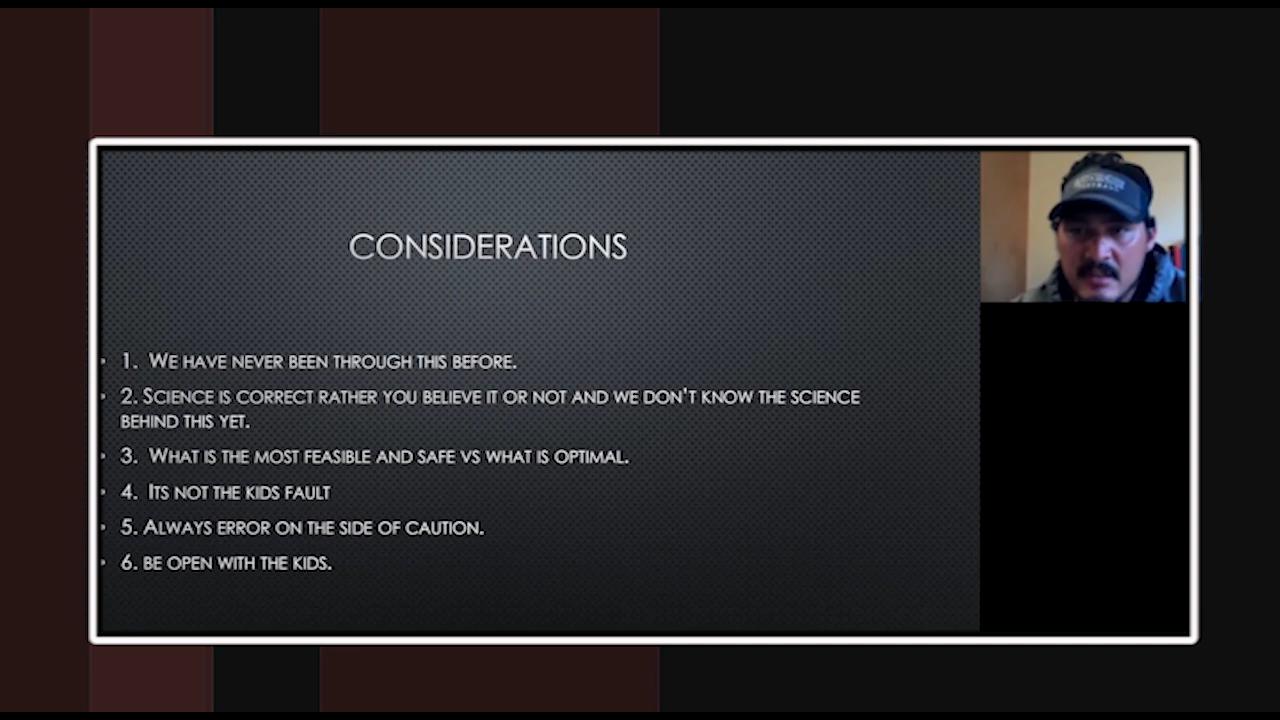 CONSIDERATIONS
• 1. WE HAVE NEVER BEEN THROUGH THIS BEFORE.
• 2. SCIENCE IS CORRECT RATHER YOU BELIEVE IT OR NOT AND WE DON'T KNOW THE SCIENCE
BEHIND THIS YET.
• 3. WHAT IS THE MOST FEASIBLE AND SAFE VS WHAT IS OPTIMAL.
• 4. ITS NOT THE KIDS FAULT
• 5. ALWAYS ERROR ON THE SIDE OF CAUTION.
• 6. BE OPEN WITH THE KIDS.